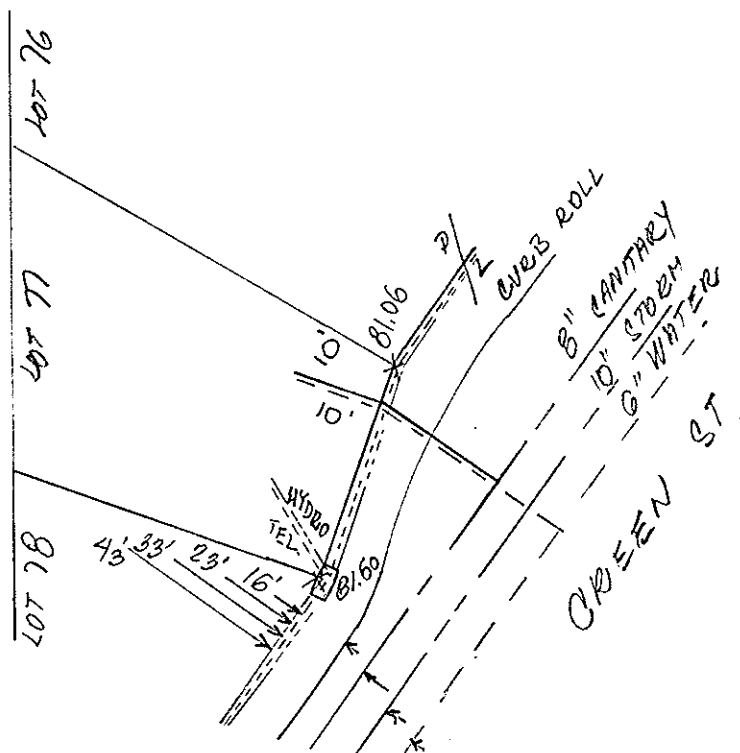 LOT 76
LOT 77
LOT 78
10'
10'
81.06
P
L
CURB ROLL
8" SANITARY
10" STORM
6" WATER
GREEN ST.
HYDRO
TEL
81.60
43'
33'
23'
16'